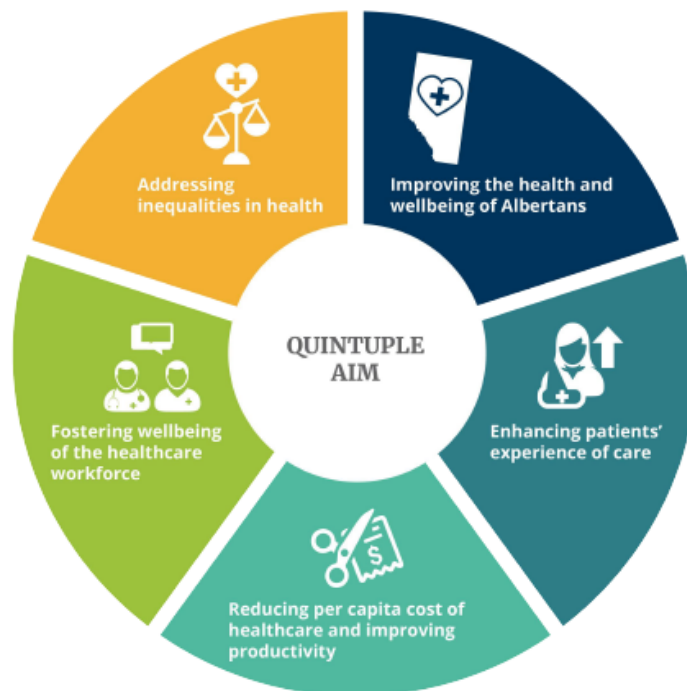 Addressing
inequalities in health
Improving the health and
wellbeing of Albertans
QUINTUPLE
AIM
Fostering wellbeing
of the healthcare
workforce
Enhancing patients’
experience of care
$
Reducing per capita cost of
healthcare and improving
productivity